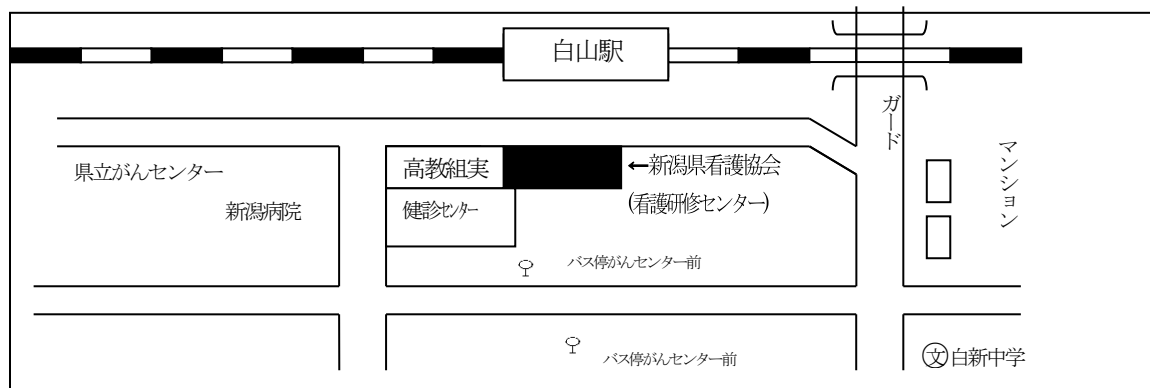 白山駅
ガード
マンション
県立がんセンター
新潟病院
高教組実
←新潟県看護協会
(看護研修センター)
健診センター
バス停がんセンター前
バス停がんセンター前
文 白新中学